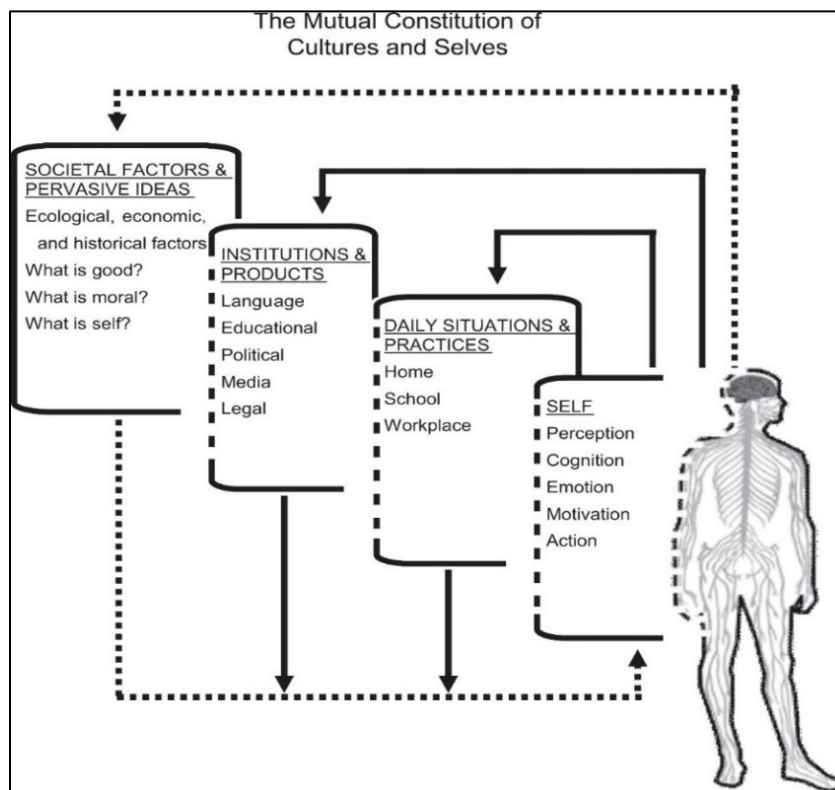 The Mutual Constitution of
Cultures and Selves
SOCIETAL FACTORS &
PERVASIVE IDEAS
Ecological, economic,
and historical factors
What is good?
What is moral?
What is self?
INSTITUTIONS &
PRODUCTS
Language
Educational
Political
Media
Legal
DAILY SITUATIONS &
PRACTICES
Home
School
Workplace
SELF
Perception
Cognition
Emotion
Motivation
Action